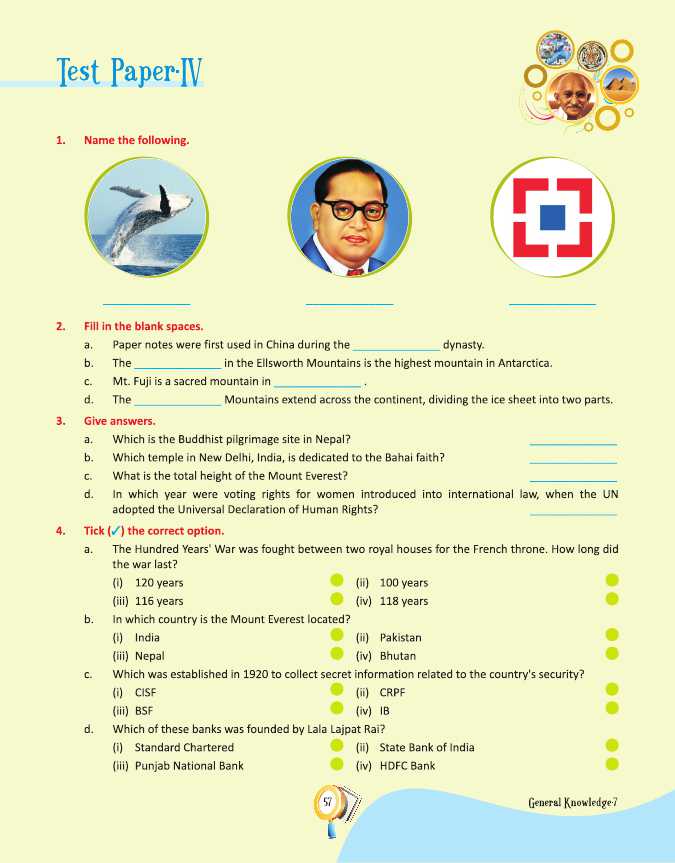 Test Paper-IV
1. Name the following.
2. Fill in the blank spaces.
a. Paper notes were first used in China during the ______________ dynasty.
b. The ______________ in the Ellsworth Mountains is the highest mountain in Antarctica.
c. Mt. Fuji is a sacred mountain in ______________ .
d. The ______________ Mountains extend across the continent, dividing the ice sheet into two parts.
3. Give answers.
a. Which is the Buddhist pilgrimage site in Nepal? ______________
b. Which temple in New Delhi, India, is dedicated to the Bahai faith? ______________
c. What is the total height of the Mount Everest? ______________
d. In which year were voting rights for women introduced into international law, when the UN
adopted the Universal Declaration of Human Rights? ______________
4. Tick (✓) the correct option.
a. The Hundred Years' War was fought between two royal houses for the French throne. How long did
the war last?
(i) 120 years (ii) 100 years
(iii) 116 years (iv) 118 years
b. In which country is the Mount Everest located?
(i) India (ii) Pakistan
(iii) Nepal (iv) Bhutan
c. Which was established in 1920 to collect secret information related to the country's security?
(i) CISF (ii) CRPF
(iii) BSF (iv) IB
d. Which of these banks was founded by Lala Lajpat Rai?
(i) Standard Chartered (ii) State Bank of India
(iii) Punjab National Bank (iv) HDFC Bank
57 General Knowledge-7